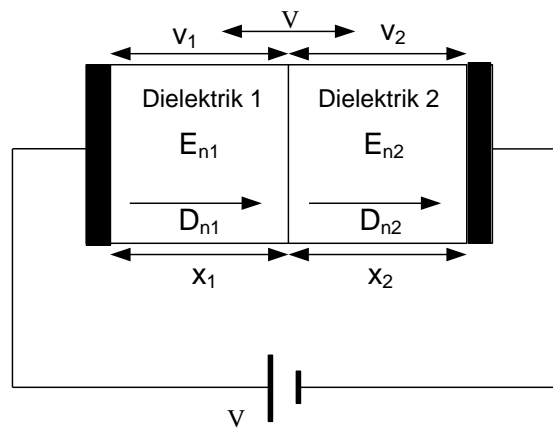 V
v₁ v₂
Dielektrik 1 Dielektrik 2
Eₙ₁ Eₙ₂
Dₙ₁ Dₙ₂
x₁ x₂
V